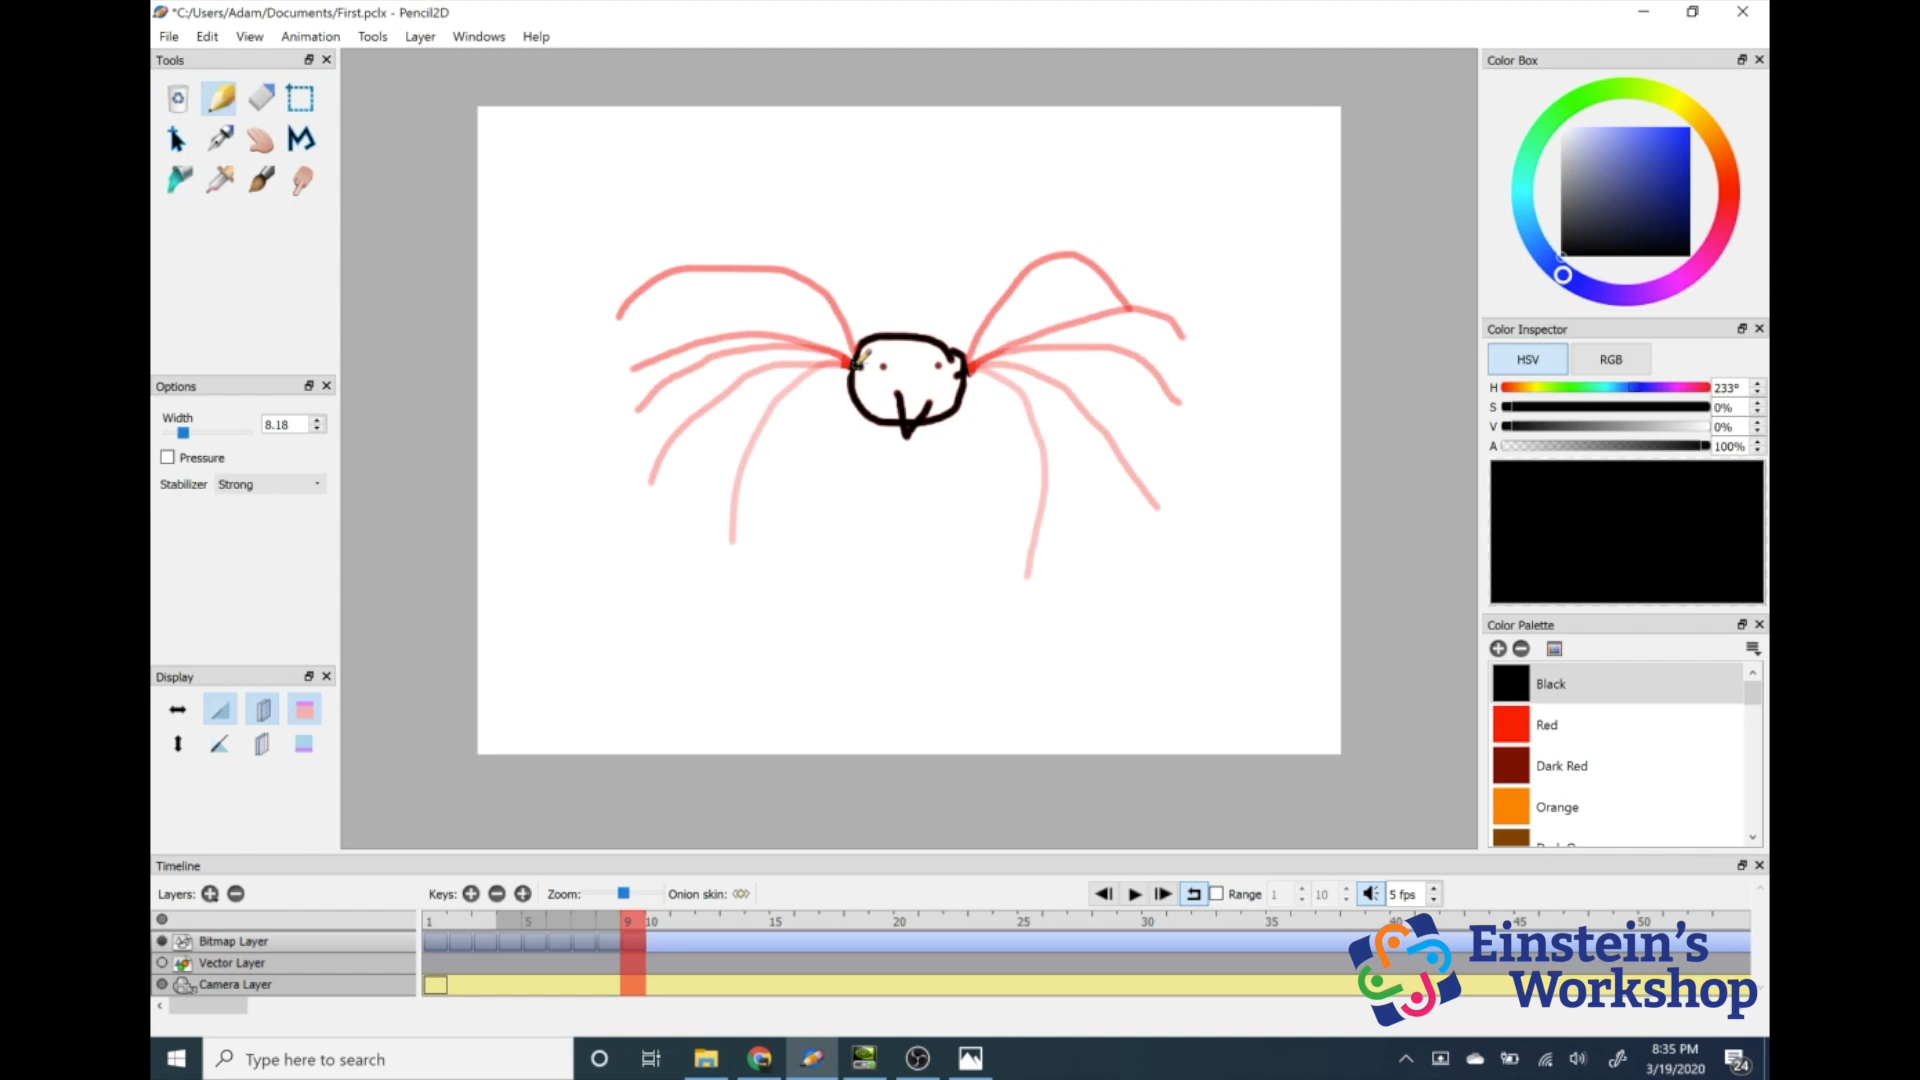 *C:/Users/Adam/Documents/First.pclx - Pencil2D
File Edit View Animation Tools Layer Windows Help
Tools
Color Box
Color Inspector
HSV RGB
H 233°
S 0%
V 0%
A 100%
Options
Width
8.18
Pressure
Stabilizer Strong
Color Palette
Black
Red
Dark Red
Orange
Display
Timeline
Layers: Keys: Zoom: Onion skin: Range 1 10 5 fps
1 5 9 10 15 20 25 30 35 40 45 50
Bitmap Layer
Vector Layer
Camera Layer
Einstein's
Workshop
Type here to search
8:35 PM
3/19/2020
24